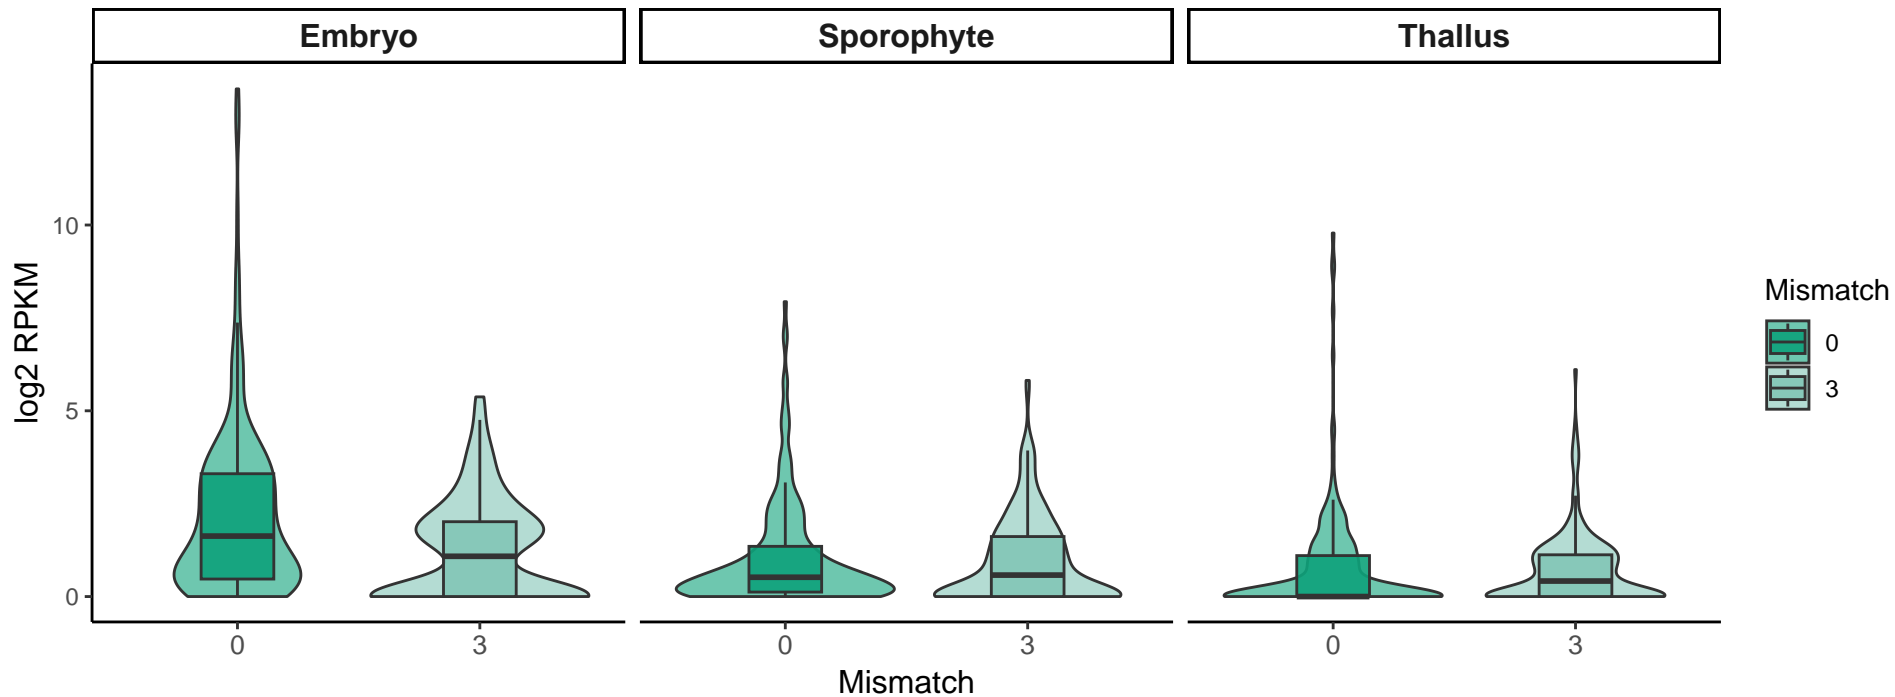 Embryo Sporophyte Thallus
log2 RPKM
10
5
0
0 3 0 3 0 3
Mismatch
Mismatch
0
3